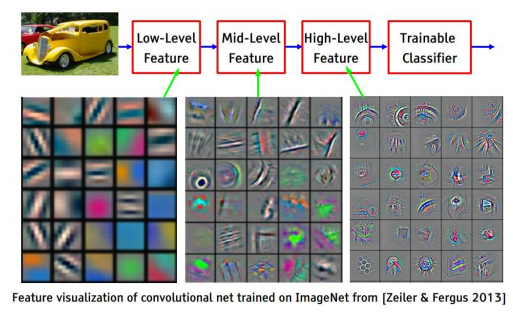 Low-Level
Feature
Mid-Level
Feature
High-Level
Feature
Trainable
Classifier
Feature visualization of convolutional net trained on ImageNet from [Zeiler & Fergus 2013]